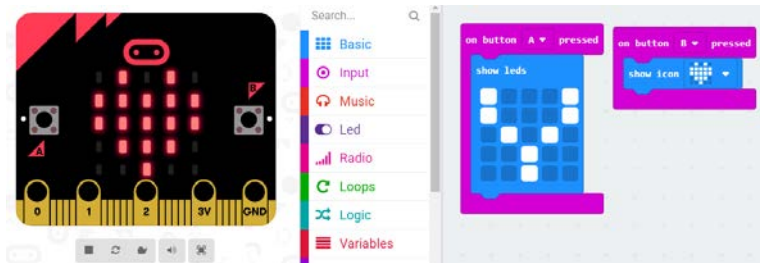 A
B
0 1 2 3V GND
Search...
Basic
Input
Music
Led
Radio
Loops
Logic
Variables
on button A pressed
show leds
on button B pressed
show icon